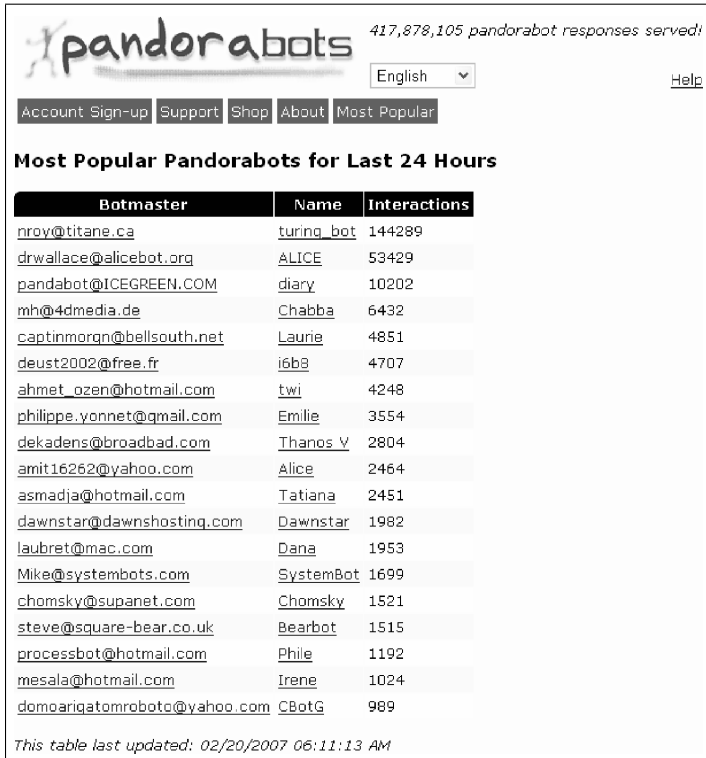 pandorabots
417,878,105 pandorabot responses served!
English
Help
Account Sign-up Support Shop About Most Popular
Most Popular Pandorabots for Last 24 Hours
Botmaster Name Interactions
nroy@titane.ca turing_bot 144289
drwallace@alicebot.org ALICE 53429
pandabot@ICEGREEN.COM diary 10202
mh@4dmedia.de Chabba 6432
captinmorgn@bellsouth.net Laurie 4851
deust2002@free.fr i6b8 4707
ahmet_ozen@hotmail.com twi 4248
philippe.yonnet@gmail.com Emilie 3554
dekadens@broadbad.com Thanos V 2804
amit16262@yahoo.com Alice 2464
asmadja@hotmail.com Tatiana 2451
dawnstar@dawnshosting.com Dawnstar 1982
laubret@mac.com Dana 1953
Mike@systembots.com SystemBot 1699
chomsky@supanet.com Chomsky 1521
steve@square-bear.co.uk Bearbot 1515
processbot@hotmail.com Phile 1192
mesala@hotmail.com Irene 1024
domoarigatomroboto@yahoo.com CBotG 989
This table last updated: 02/20/2007 06:11:13 AM